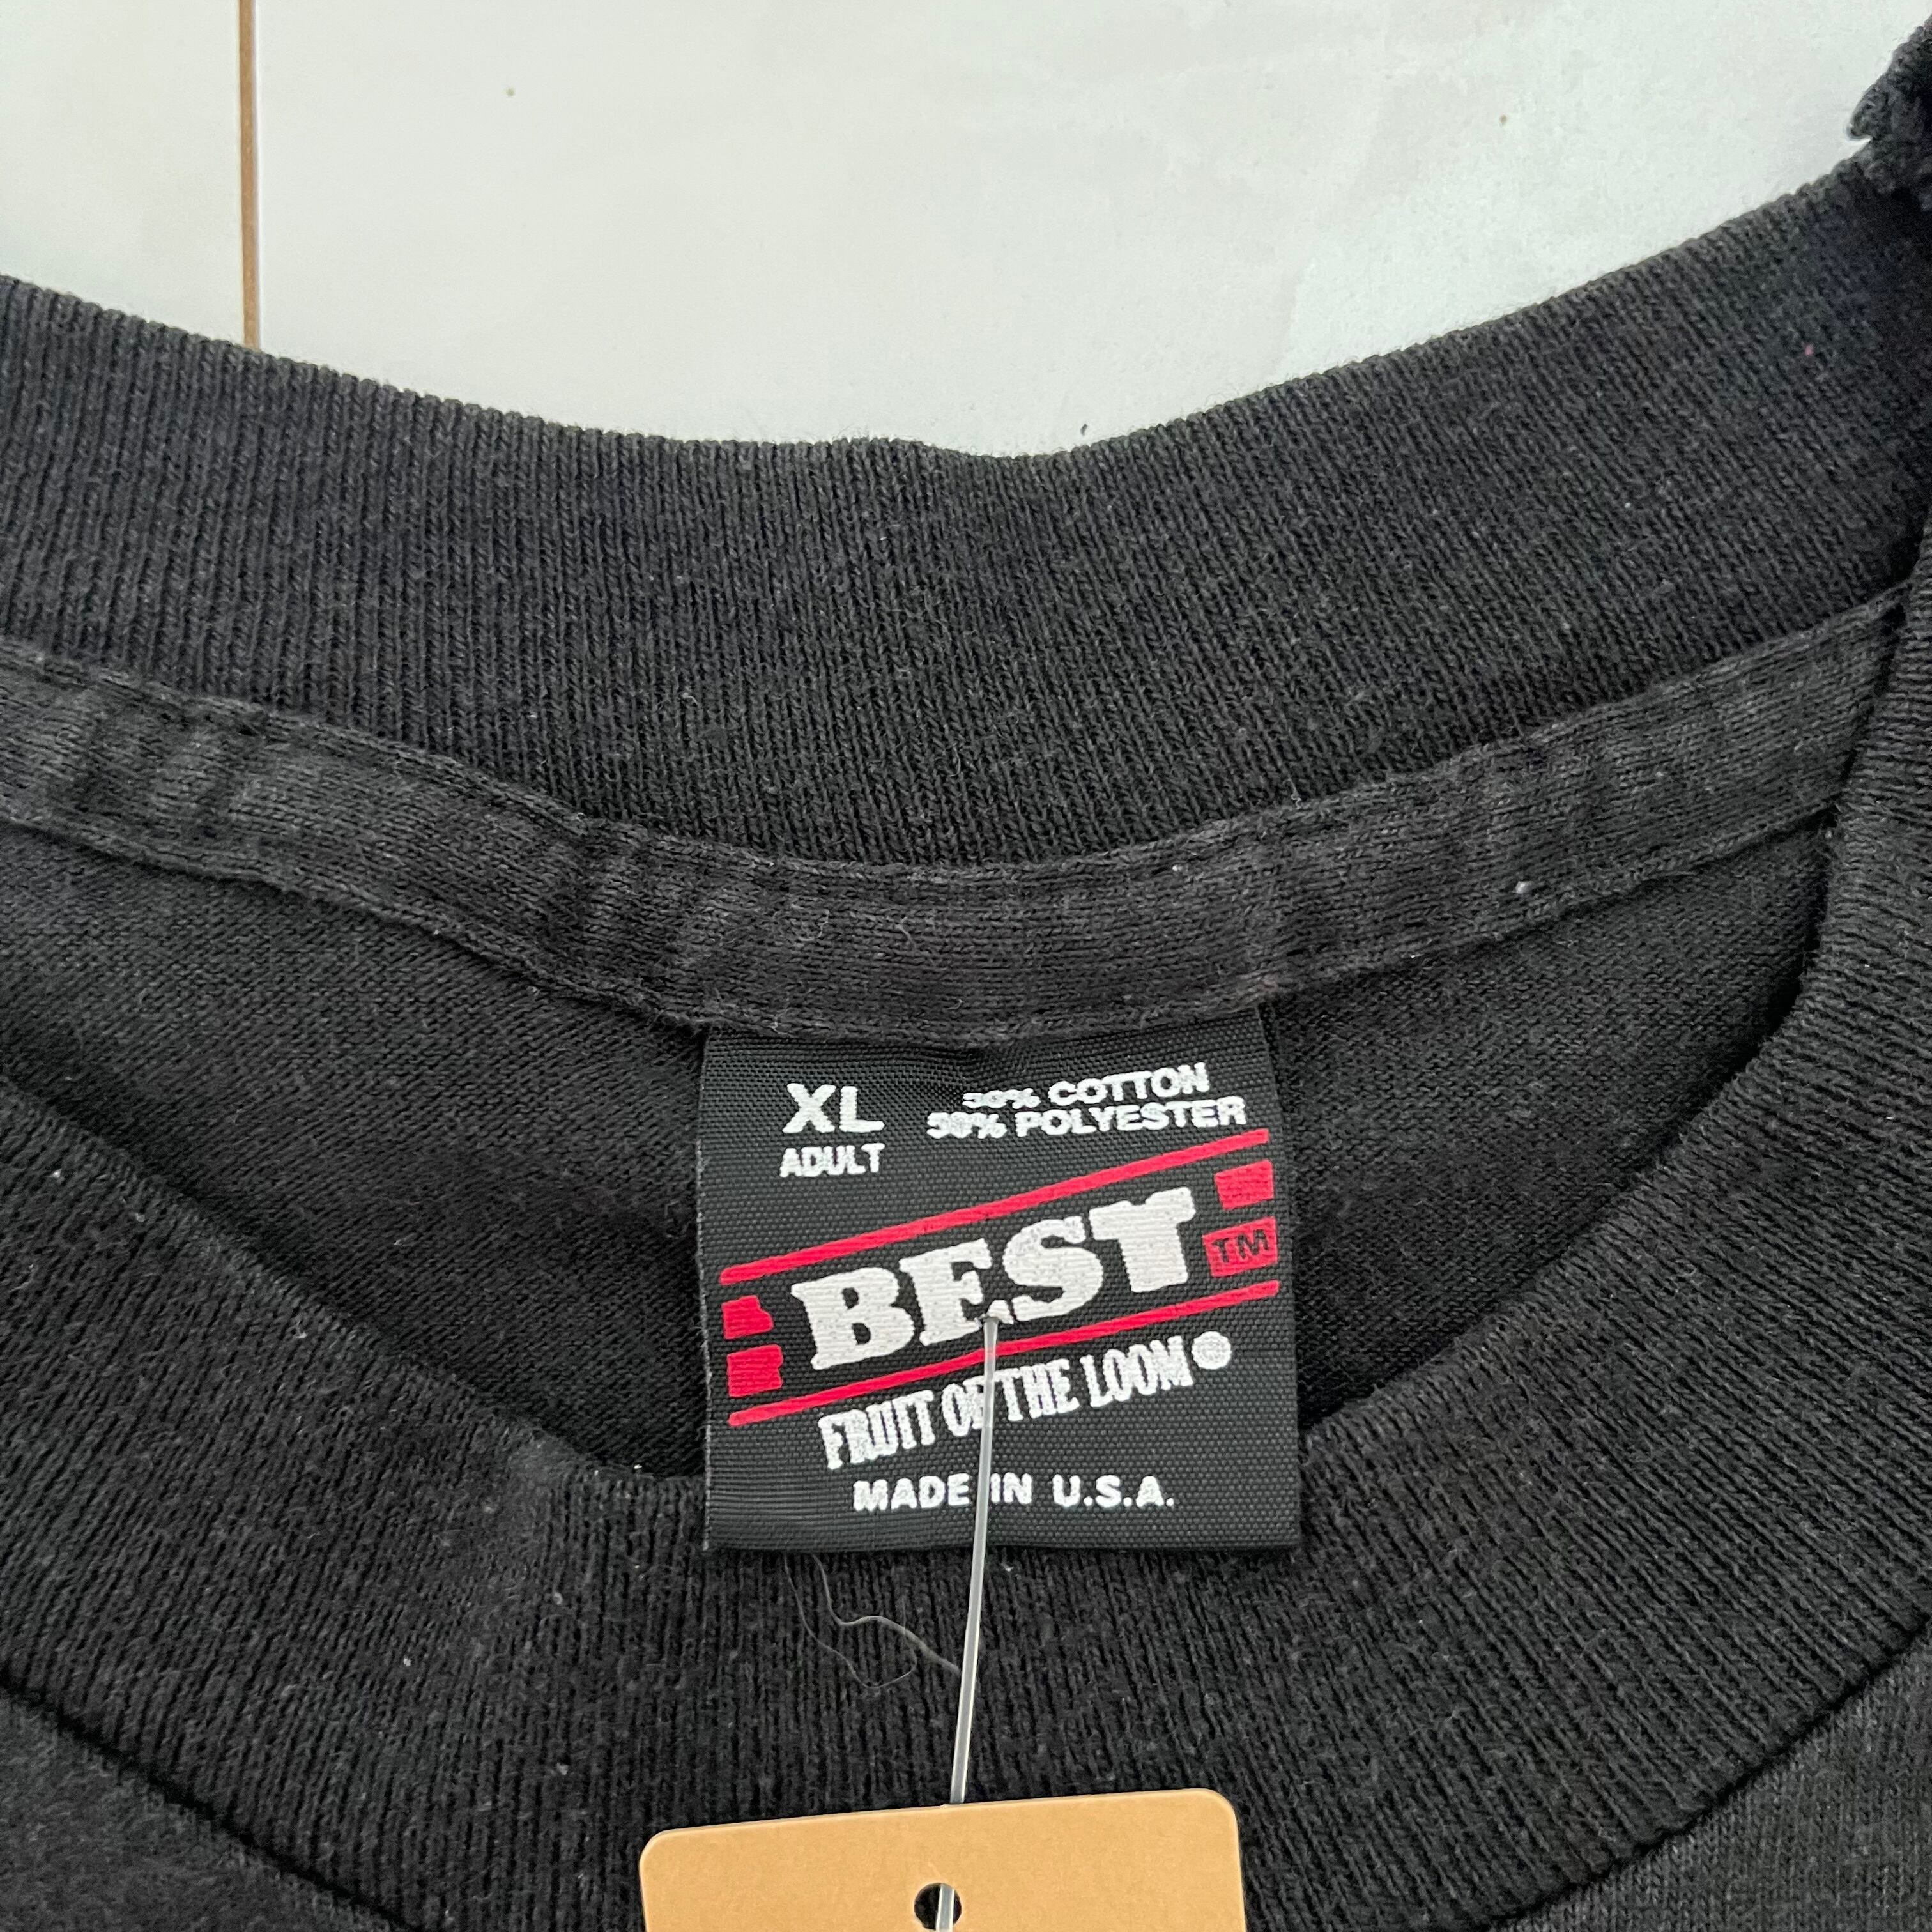 XL
ADULT
50% COTTON
50% POLYESTER
BEST
TM
FRUIT OF THE LOOM®
MADE IN U.S.A.